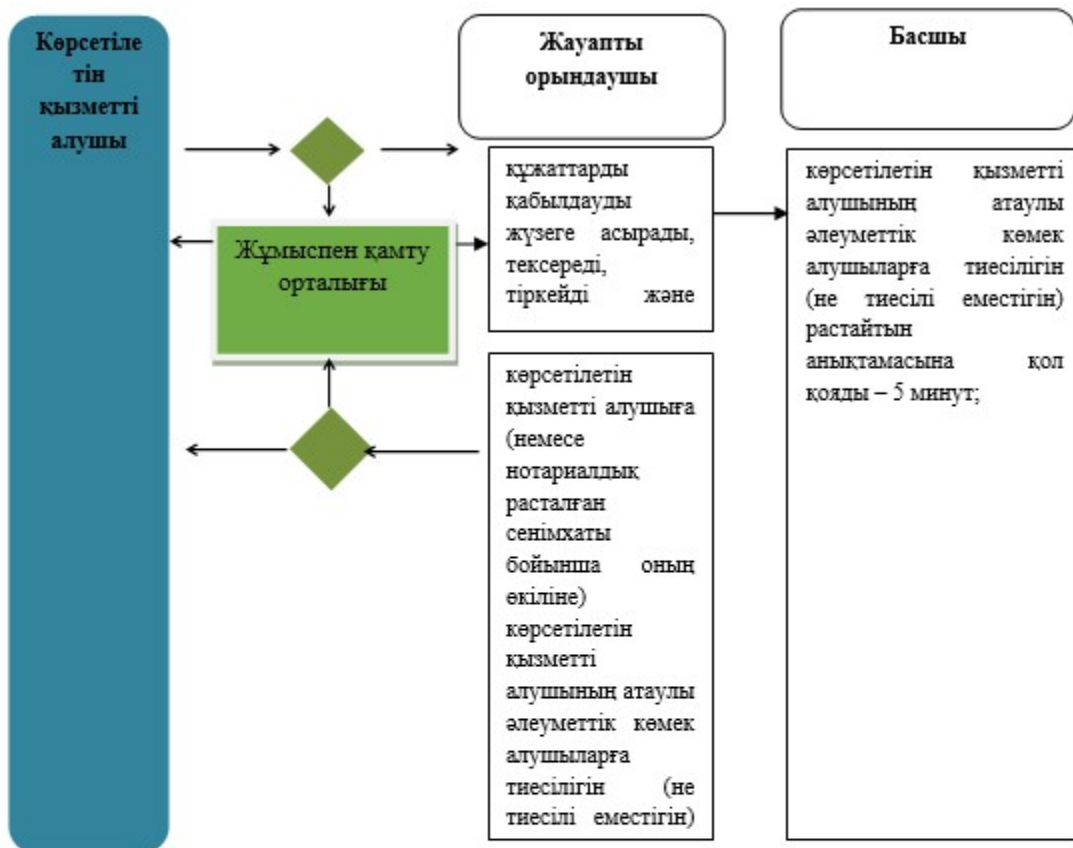 Көрсетіле
тін
қызметті
алушы
Жауапты
орындаушы
Басшы
Жұмыспен қамту
орталығы
құжаттарды
қабылдауды
жүзеге асырады,
тексереді,
тіркейді және
көрсетілетін қызметті
алушының атаулы
әлеуметтік көмек
алушыларға тиесілігін
(не тиесілі еместігін)
растайтын
анықтамасына қол
қояды – 5 минут;
көрсетілетін
қызметті алушыға
(немесе
нотариалдық
расталған
сенімхаты
бойынша оның
өкіліне)
көрсетілетін
қызметті
алушының атаулы
әлеуметтік көмек
алушыларға
тиесілігін (не
тиесілі еместігін)